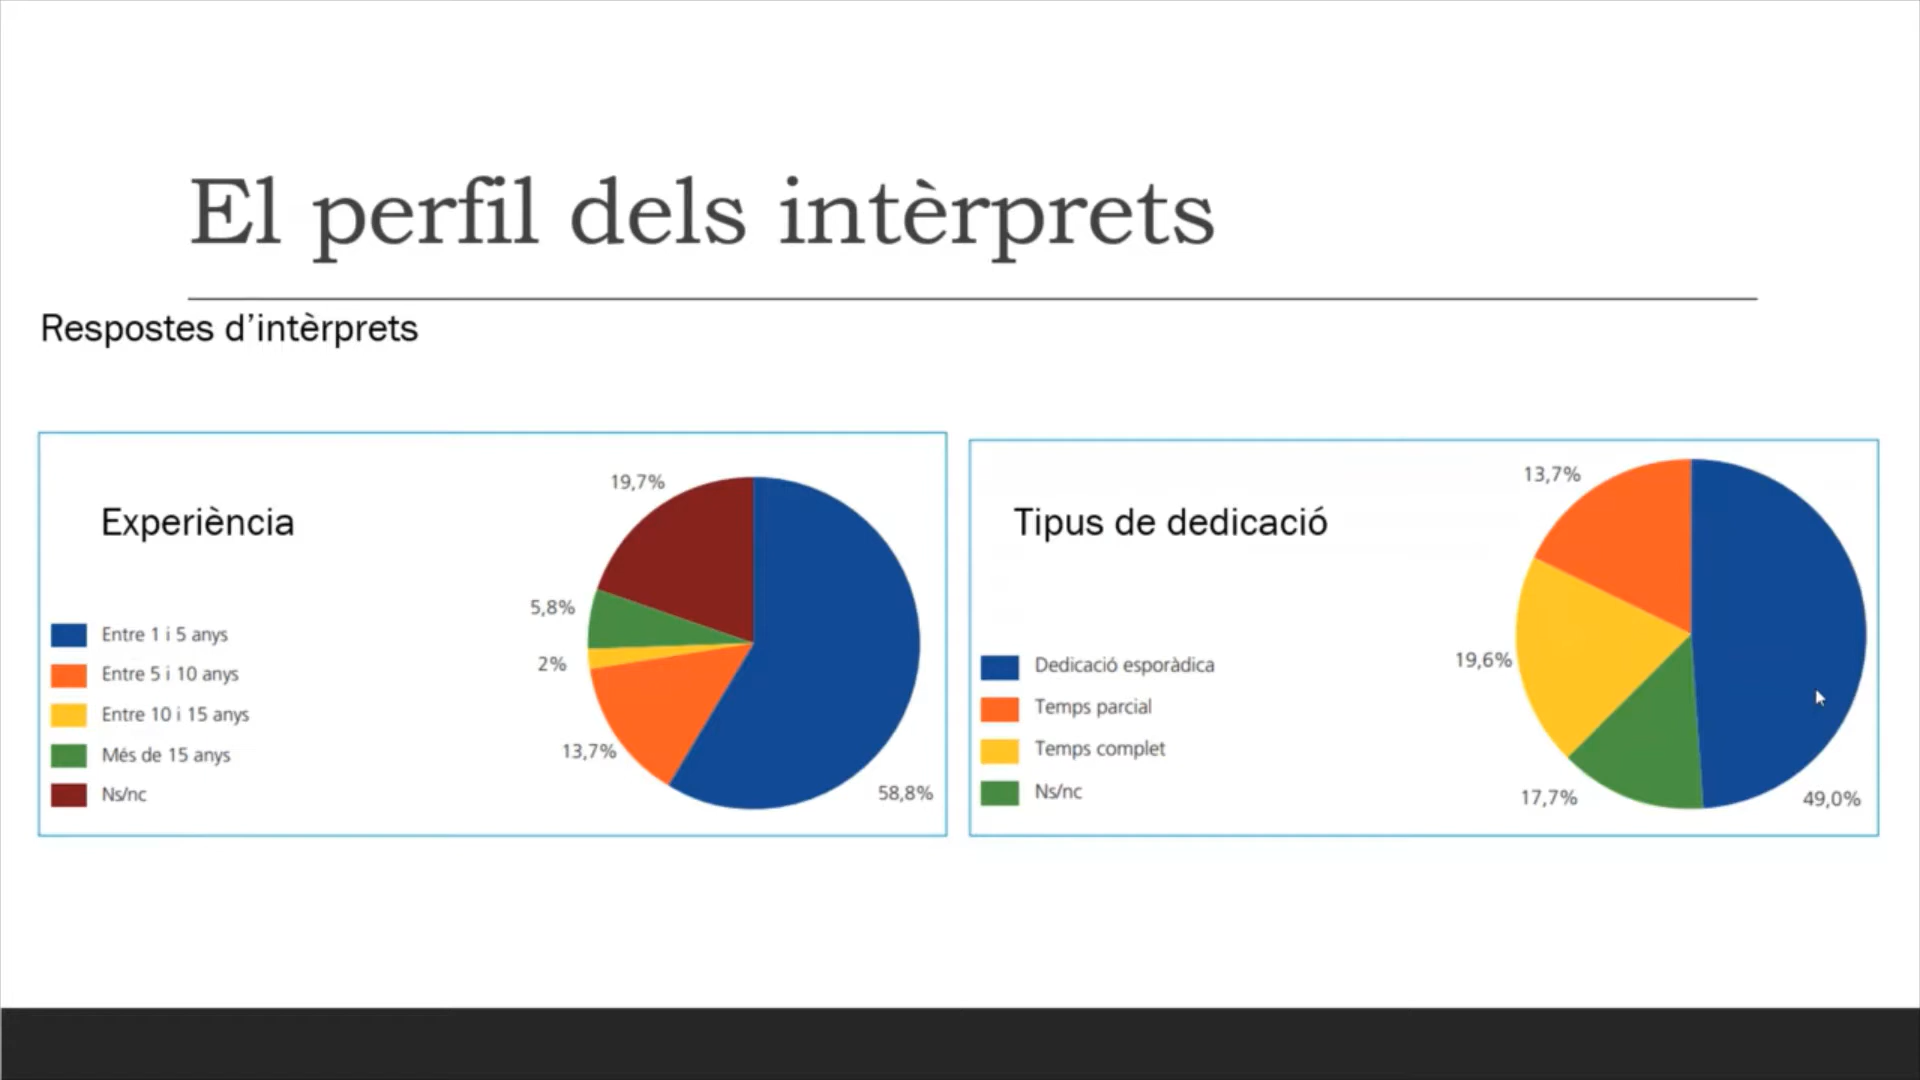 El perfil dels intèrprets
Respostes d’intèrprets
Experiència
Entre 1 i 5 anys
Entre 5 i 10 anys
Entre 10 i 15 anys
Més de 15 anys
Ns/nc
19,7%
5,8%
2%
13,7%
58,8%
Tipus de dedicació
Dedicació esporàdica
Temps parcial
Temps complet
Ns/nc
13,7%
19,6%
17,7%
49,0%